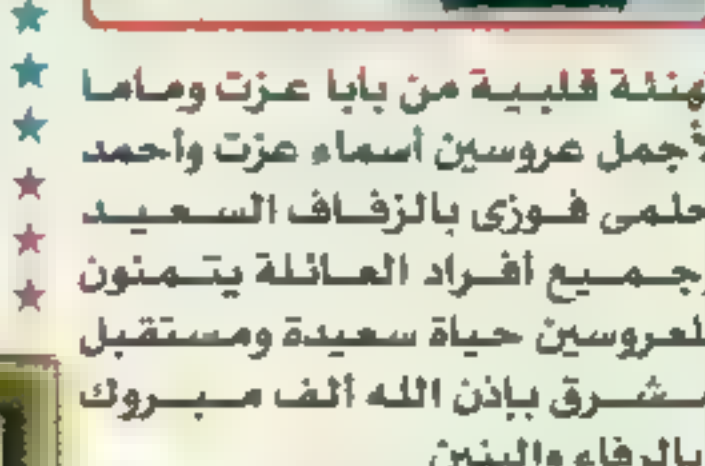 تهنئة قلبية من بابا عزت وماما
لأجمل عروسين أسماء عزت وأحمد
حلمى فوزى بالزفاف السعيد
وجميع أفراد العائلة يتمنون
للعروسين حياة سعيدة ومستقبل
مشرق بإذن الله ألف مبروك
بالرفاء والبنين